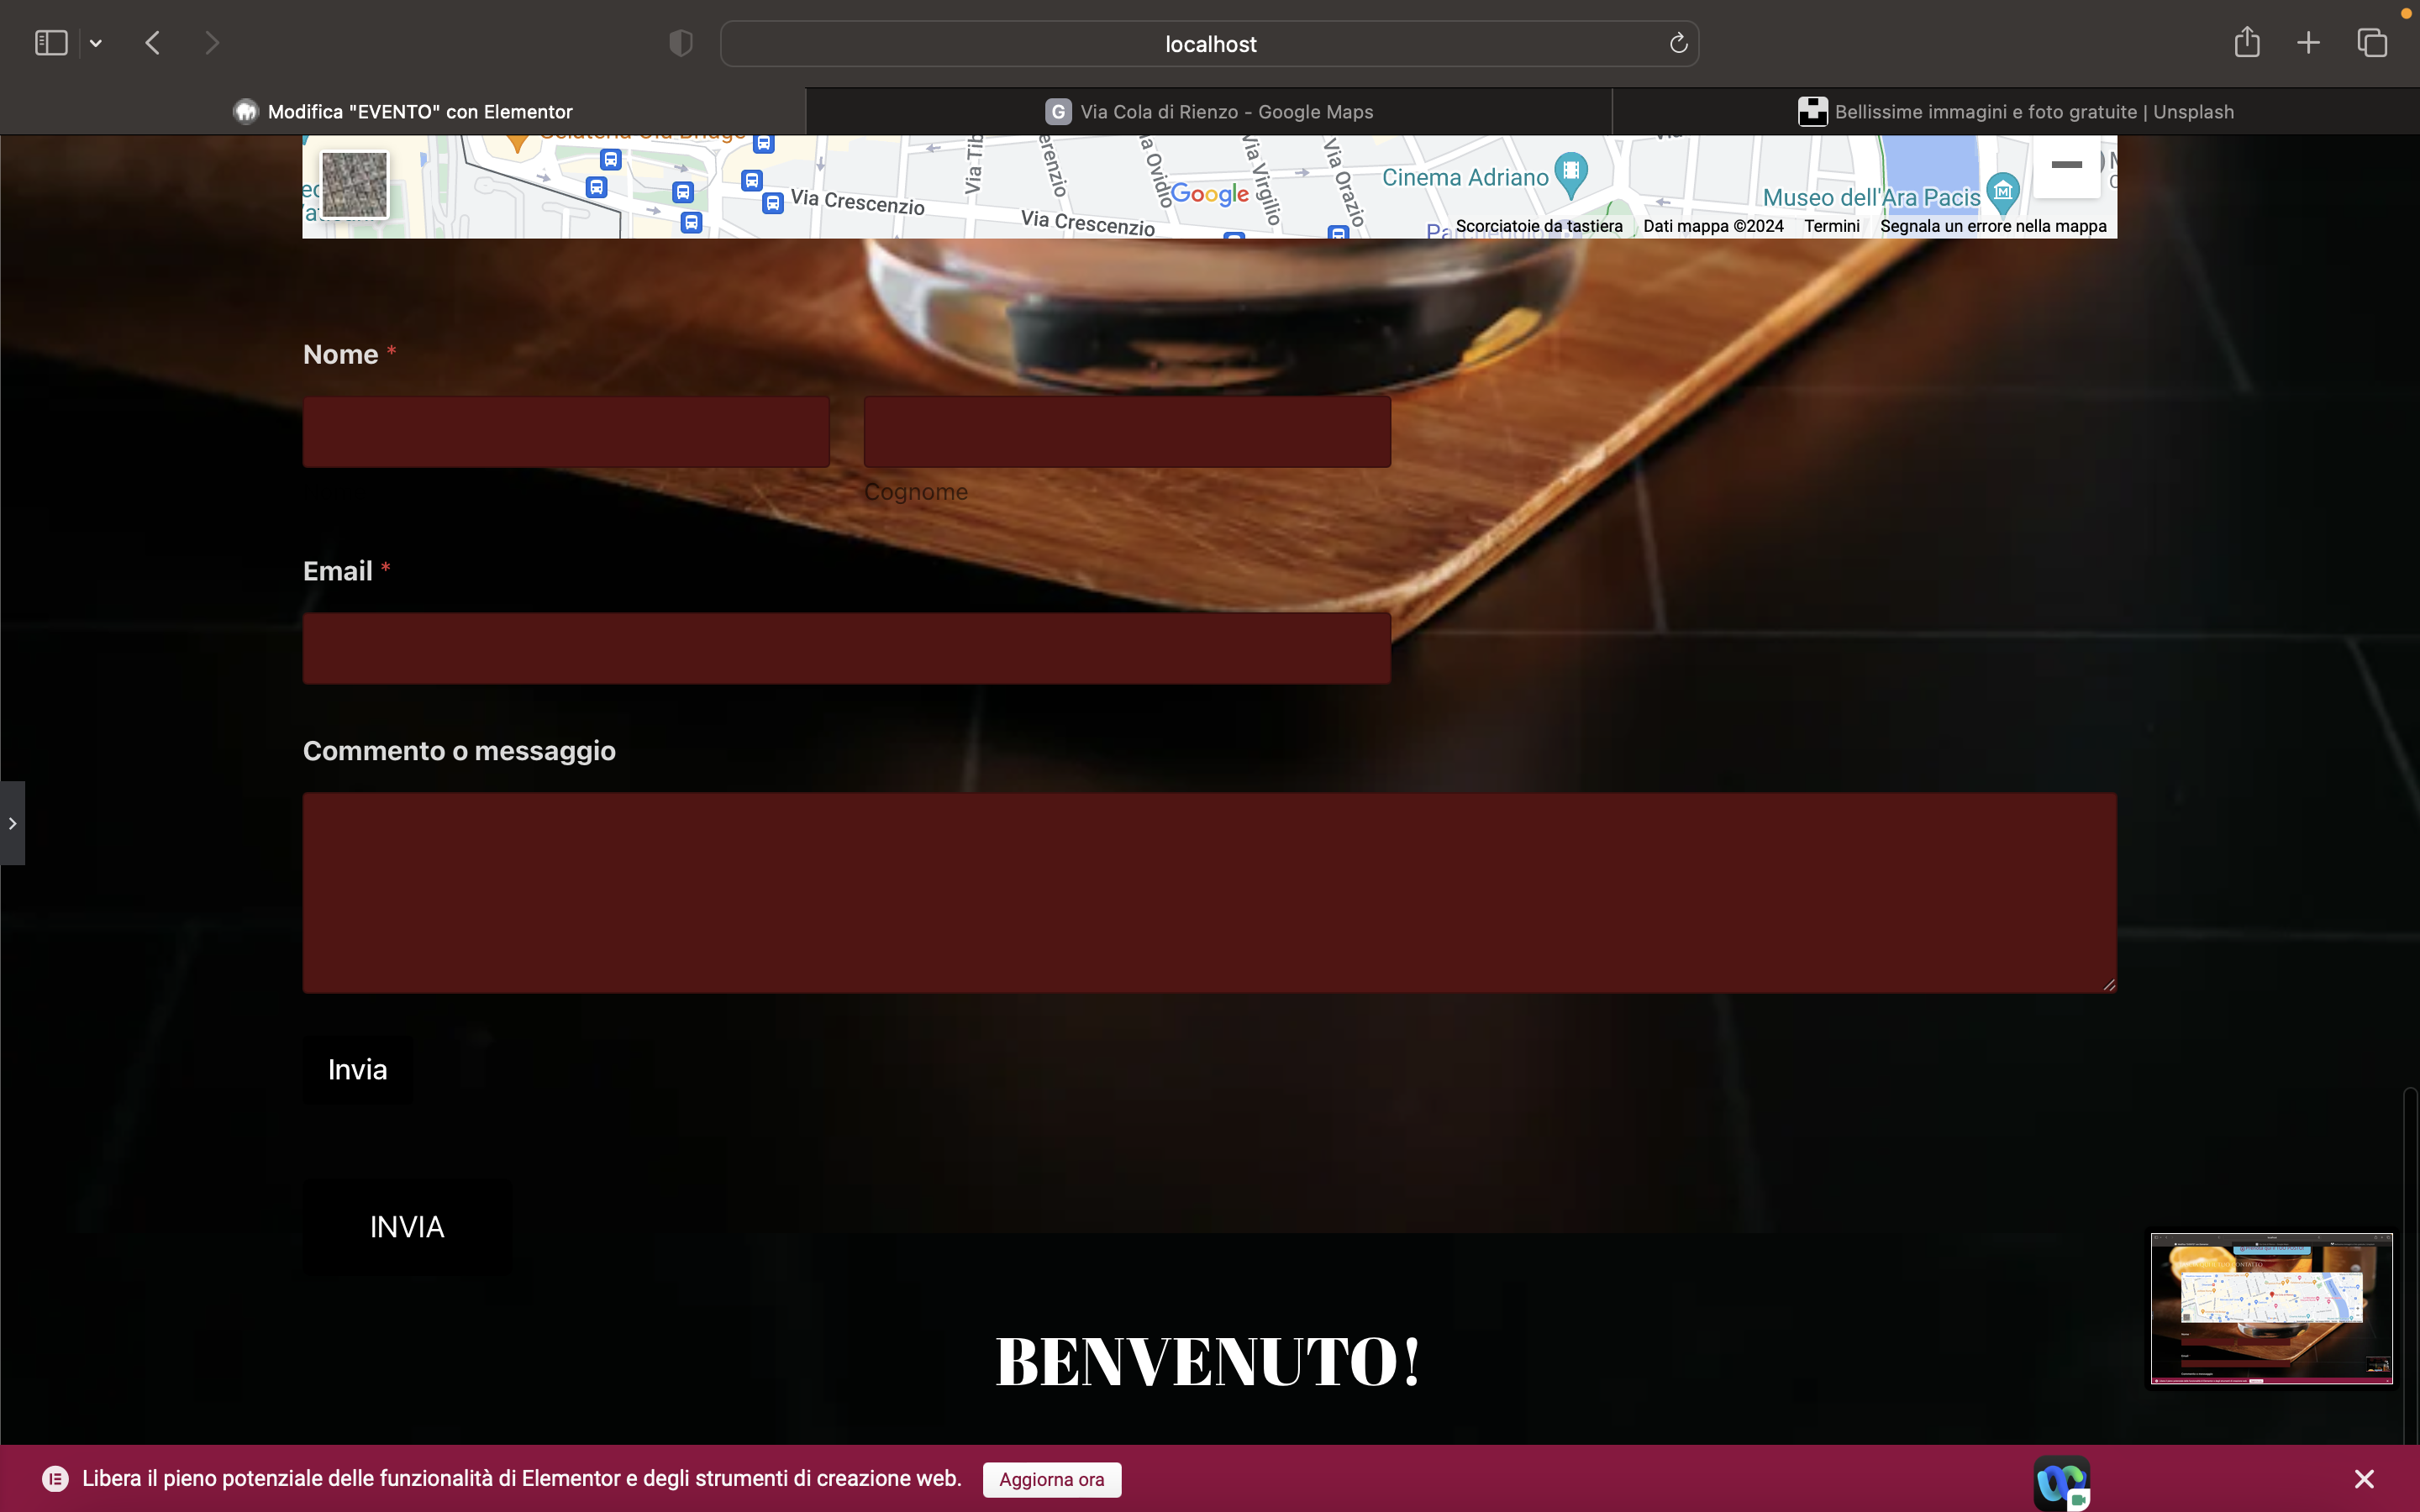 localhost
Modifica "EVENTO" con Elementor
Via Cola di Rienzo - Google Maps
Bellissime immagini e foto gratuite | Unsplash
Via Crescenzio
Via Crescenzio
Via Tib
erenzio
Google
Via Virgilio
Via Orazio
Cinema Adriano
Museo dell'Ara Pacis
Scorciatoie da tastiera
Dati mappa ©2024
Termini
Segnala un errore nella mappa
Nome *
Cognome
Email *
Commento o messaggio
Invia
INVIA
BENVENUTO!
Libera il pieno potenziale delle funzionalità di Elementor e degli strumenti di creazione web.
Aggiorna ora